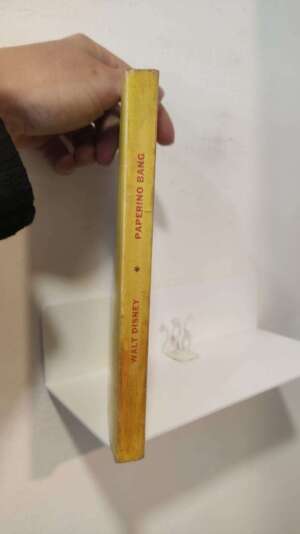 WALT DISNEY * PAPERINO BANG